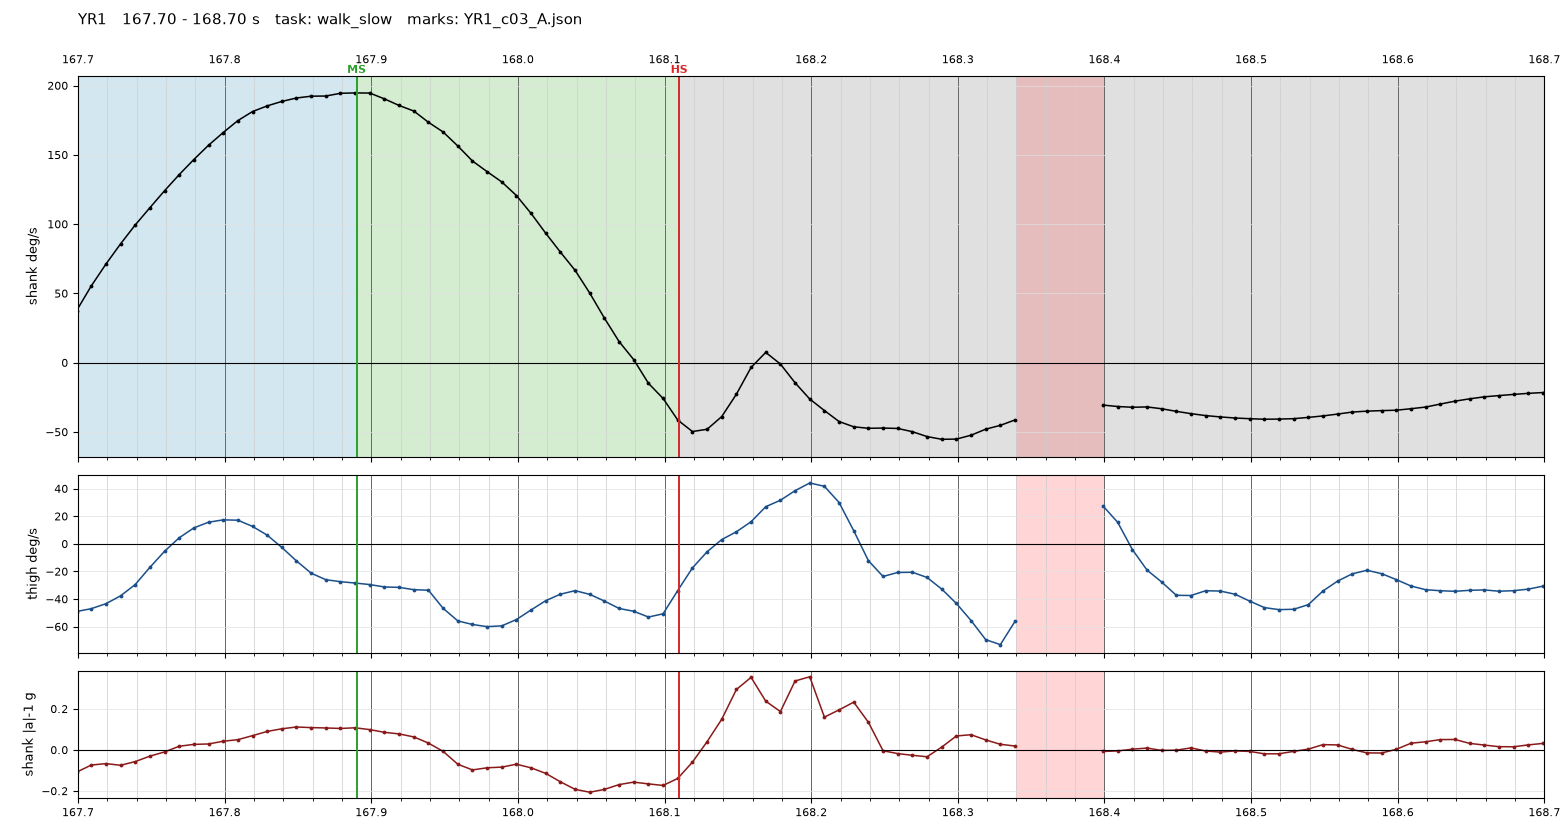 YR1   167.70 - 168.70 s   task: walk_slow   marks: YR1_c03_A.json
167.7 167.8 167.9 168.0 168.1 168.2 168.3 168.4 168.5 168.6 168.7
MS HS
shank deg/s
200
150
100
50
0
−50
thigh deg/s
40
20
0
−20
−40
−60
shank |a|-1 g
0.2
0.0
−0.2
167.7 167.8 167.9 168.0 168.1 168.2 168.3 168.4 168.5 168.6 168.7